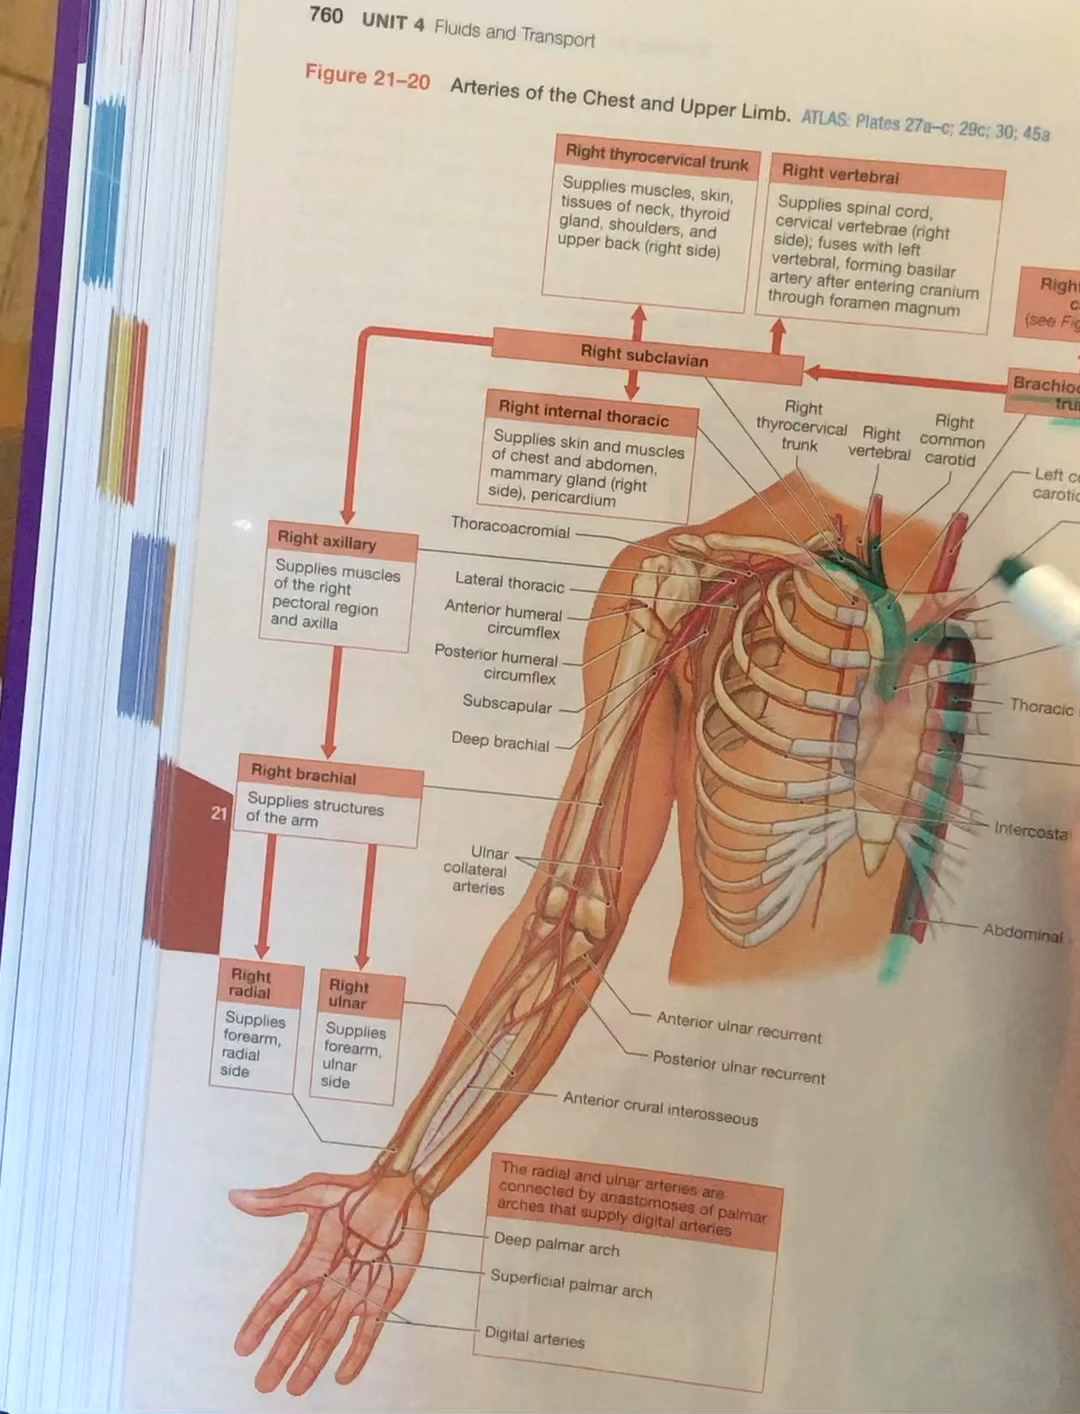 760 UNIT 4 Fluids and Transport
Figure 21–20 Arteries of the Chest and Upper Limb. ATLAS: Plates 27a–c; 29c; 30; 45a
Right thyrocervical trunk
Supplies muscles, skin,
tissues of neck, thyroid
gland, shoulders, and
upper back (right side)
Right vertebral
Supplies spinal cord,
cervical vertebrae (right
side); fuses with left
vertebral, forming basilar
artery after entering cranium
through foramen magnum
Right
c
(see Fig
Right subclavian
Brachioc
tru
Right internal thoracic
Supplies skin and muscles
of chest and abdomen,
mammary gland (right
side), pericardium
Right
thyrocervical
trunk
Right
vertebral
Right
common
carotid
Left c
carotid
Right axillary
Supplies muscles
of the right
pectoral region
and axilla
Thoracoacromial
Lateral thoracic
Anterior humeral
circumflex
Posterior humeral
circumflex
Subscapular
Deep brachial
Thoracic
Right brachial
Supplies structures
of the arm
21
Intercostal
Ulnar
collateral
arteries
Abdominal
Right
radial
Supplies
forearm,
radial
side
Right
ulnar
Supplies
forearm,
ulnar
side
Anterior ulnar recurrent
Posterior ulnar recurrent
Anterior crural interosseous
The radial and ulnar arteries are
connected by anastomoses of palmar
arches that supply digital arteries
Deep palmar arch
Superficial palmar arch
Digital arteries